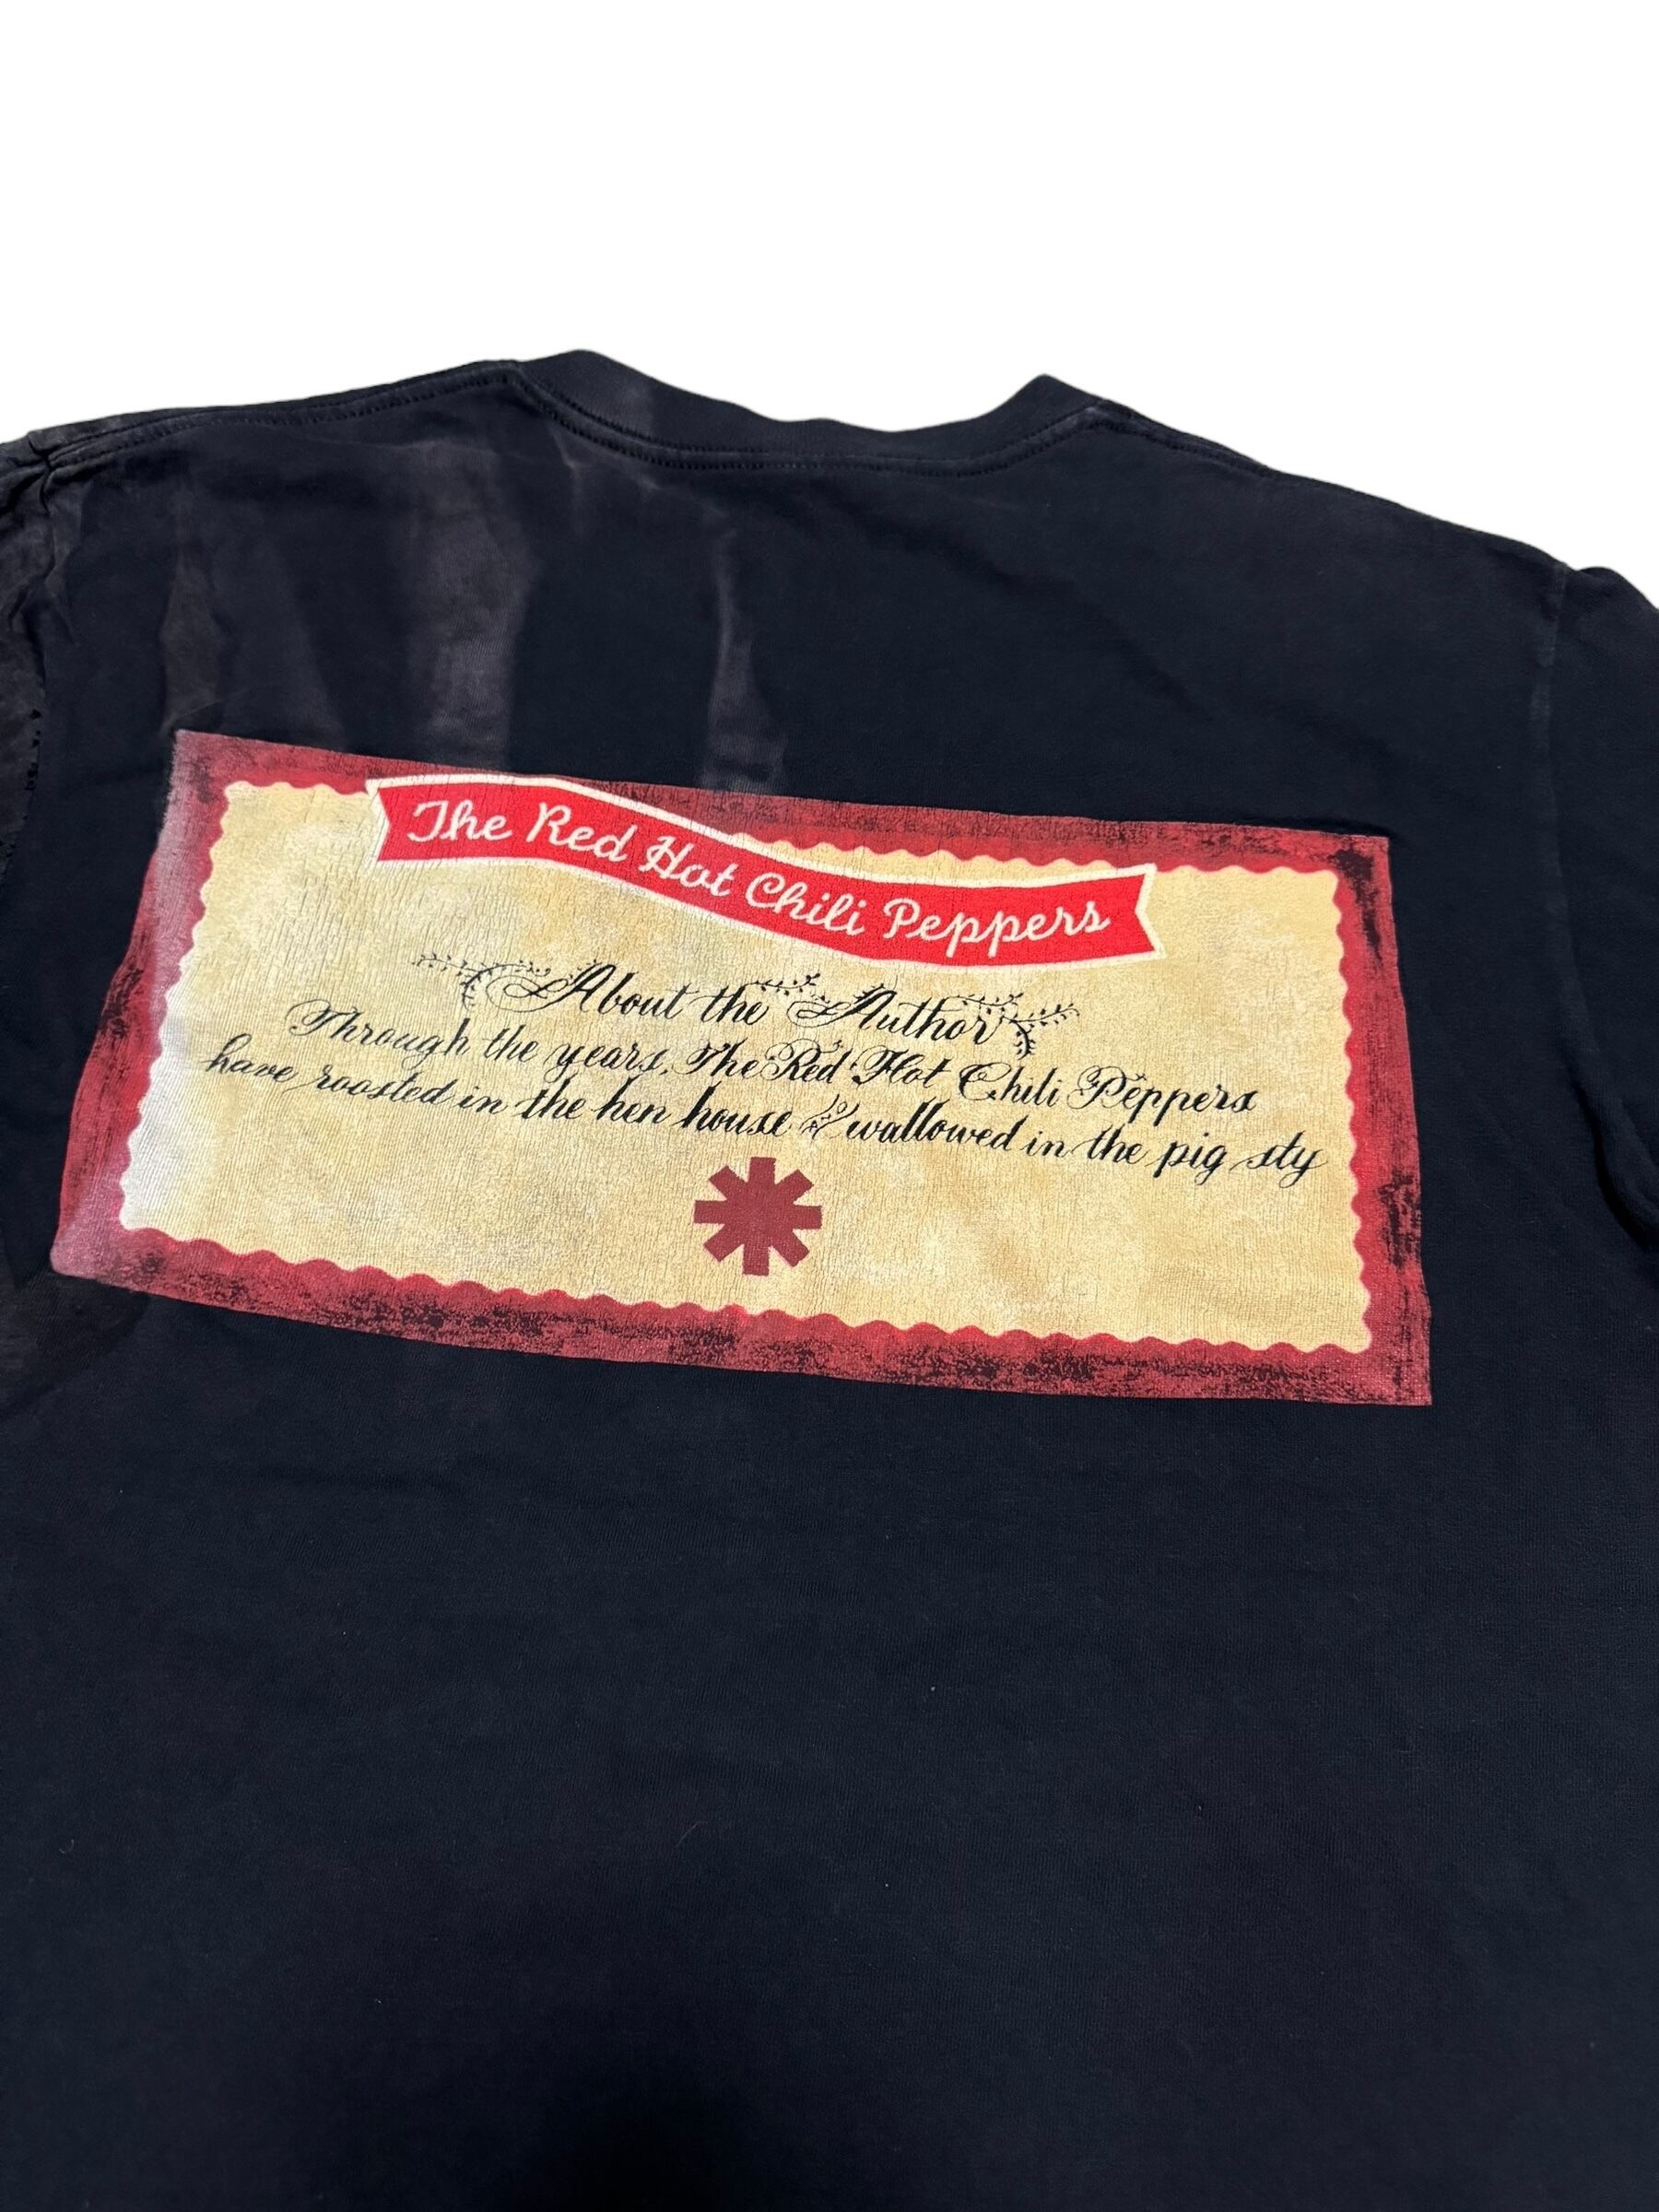 The Red Hot Chili Peppers
About the Author
Through the years, The Red Hot Chili Peppers
have roosted in the hen house & wallowed in the pig sty